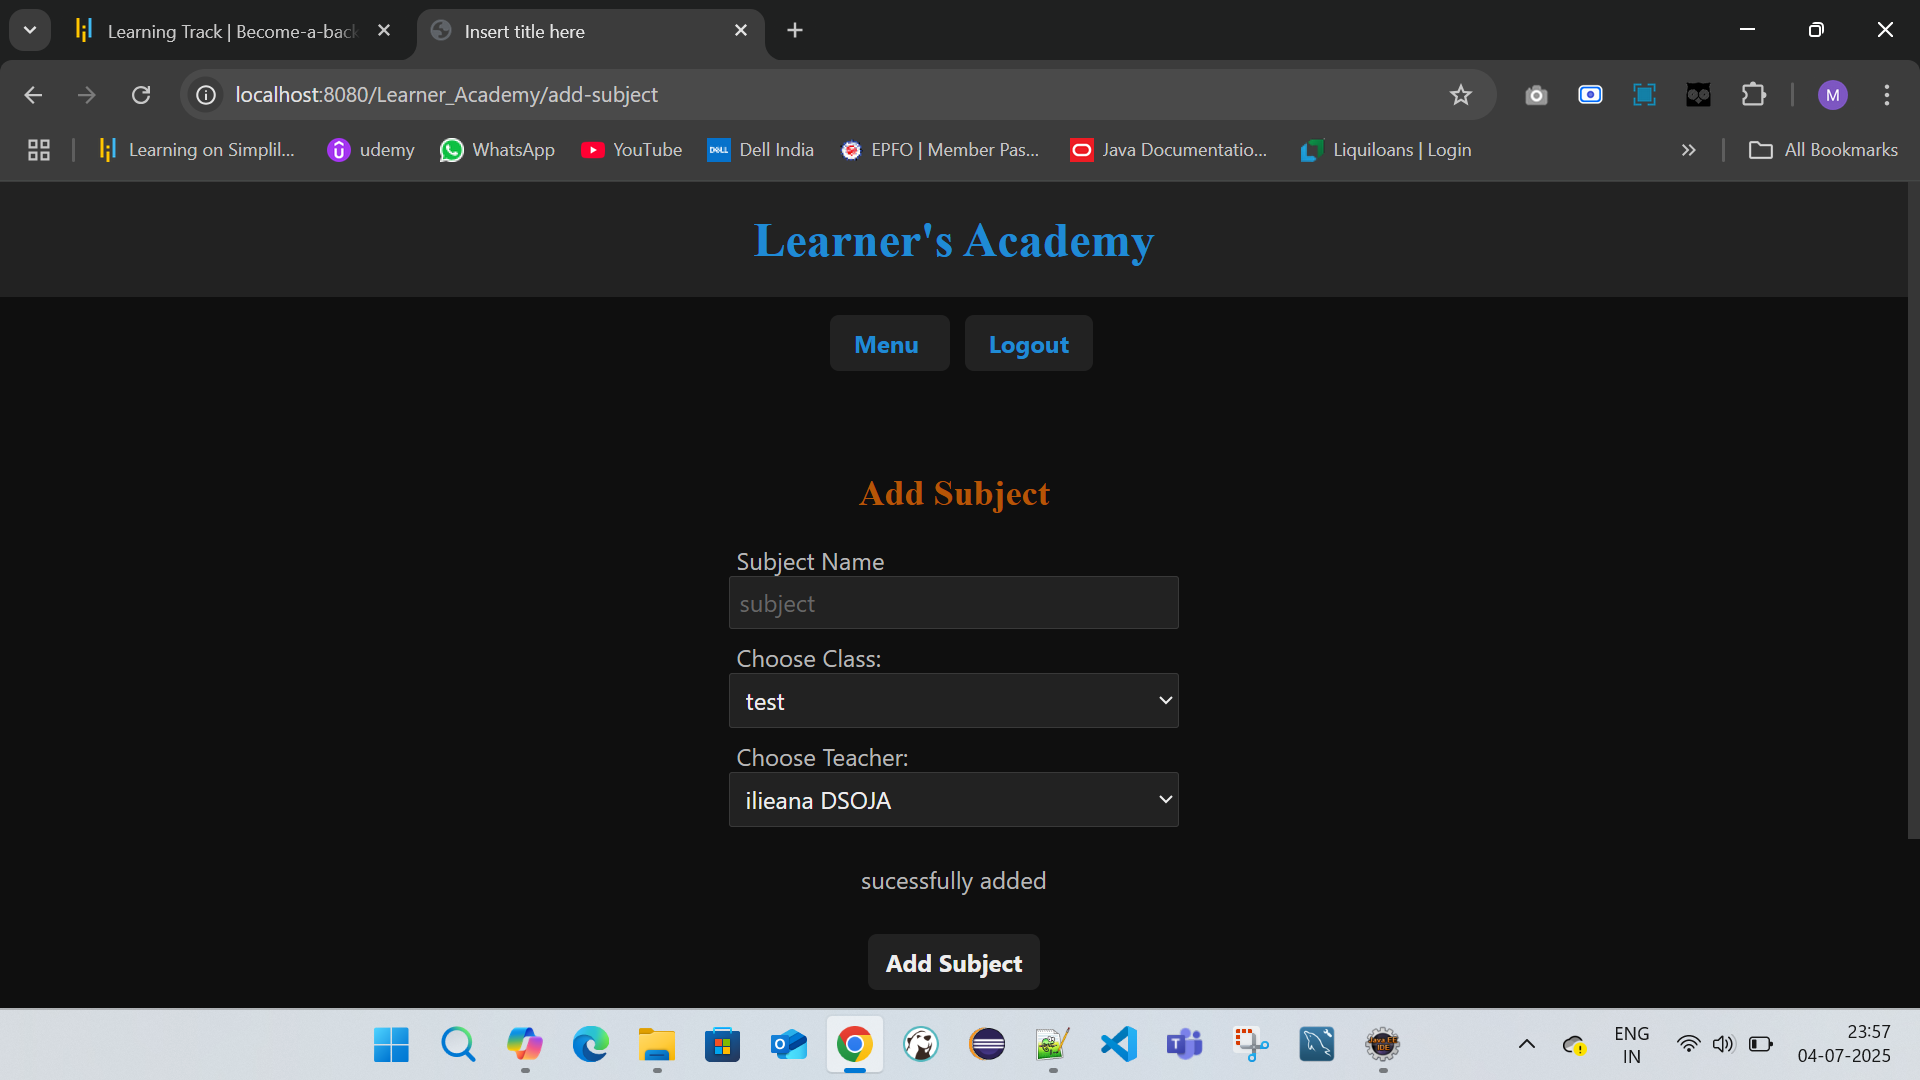 Learning Track | Become-a-back
Insert title here
localhost:8080/Learner_Academy/add-subject
M
Learning on Simplil...
udemy
WhatsApp
YouTube
DELL
Dell India
EPFO | Member Pas...
Java Documentatio...
Liquiloans | Login
All Bookmarks
Learner's Academy
Menu
Logout
Add Subject
Subject Name
subject
Choose Class:
test
Choose Teacher:
ilieana DSOJA
sucessfully added
Add Subject
ENG
IN
23:57
04-07-2025